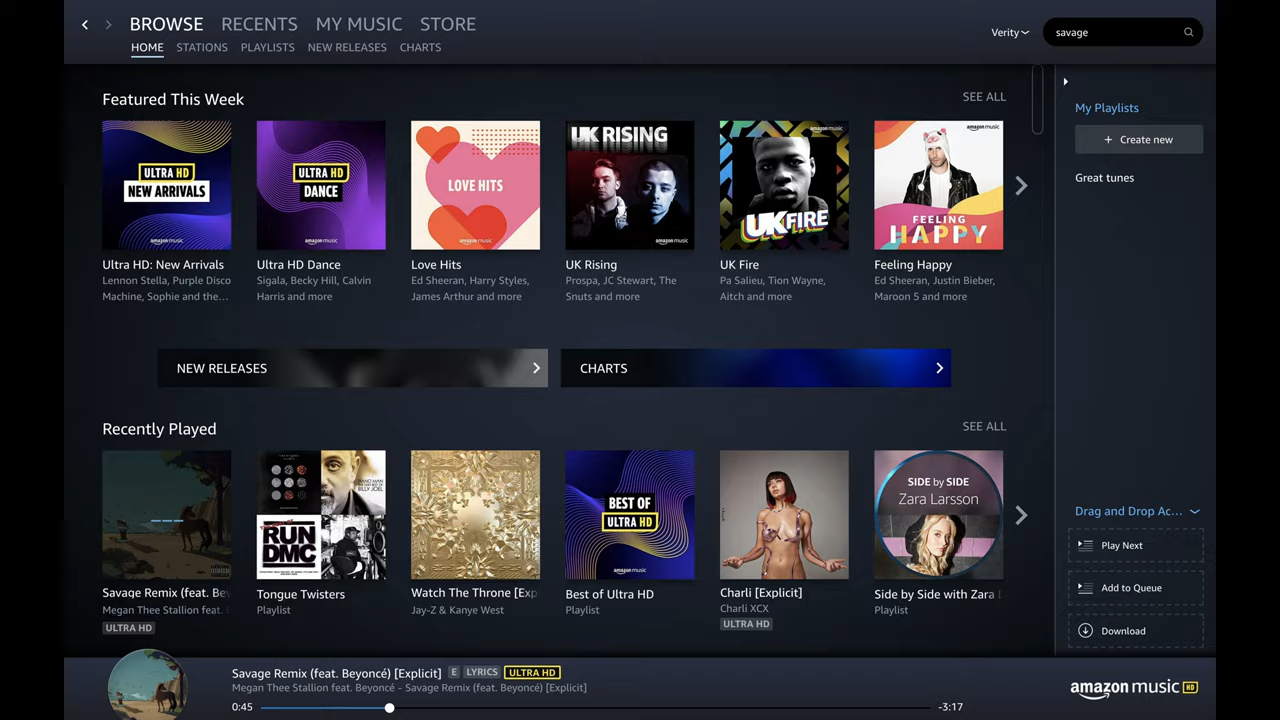 BROWSE RECENTS MY MUSIC STORE
HOME STATIONS PLAYLISTS NEW RELEASES CHARTS
Verity
savage
Featured This Week
SEE ALL
ULTRA HD
NEW ARRIVALS
amazon music
ULTRA HD
DANCE
amazon music
LOVE HITS
amazon music
UK RISING
amazon music
amazon music
UK FIRE
amazon music
FEELING
HAPPY
Ultra HD: New Arrivals
Lennon Stella, Purple Disco
Machine, Sophie and the...
Ultra HD Dance
Sigala, Becky Hill, Calvin
Harris and more
Love Hits
Ed Sheeran, Harry Styles,
James Arthur and more
UK Rising
Prospa, JC Stewart, The
Snuts and more
UK Fire
Pa Salieu, Tion Wayne,
Aitch and more
Feeling Happy
Ed Sheeran, Justin Bieber,
Maroon 5 and more
NEW RELEASES
CHARTS
Recently Played
SEE ALL
PIANO MAN
THE VERY BEST OF
BILLY JOEL
RUN
DMC
BEST OF
ULTRA HD
amazon music
SIDE by SIDE
Zara Larsson
Savage Remix (feat. Be
Megan Thee Stallion feat.
ULTRA HD
Tongue Twisters
Playlist
Watch The Throne [Exp
Jay-Z & Kanye West
Best of Ultra HD
Playlist
Charli [Explicit]
Charli XCX
ULTRA HD
Side by Side with Zara L
Playlist
My Playlists
+ Create new
Great tunes
Drag and Drop Ac...
Play Next
Add to Queue
Download
Savage Remix (feat. Beyoncé) [Explicit] E LYRICS ULTRA HD
Megan Thee Stallion feat. Beyoncé - Savage Remix (feat. Beyoncé) [Explicit]
0:45
-3:17
amazon music HD